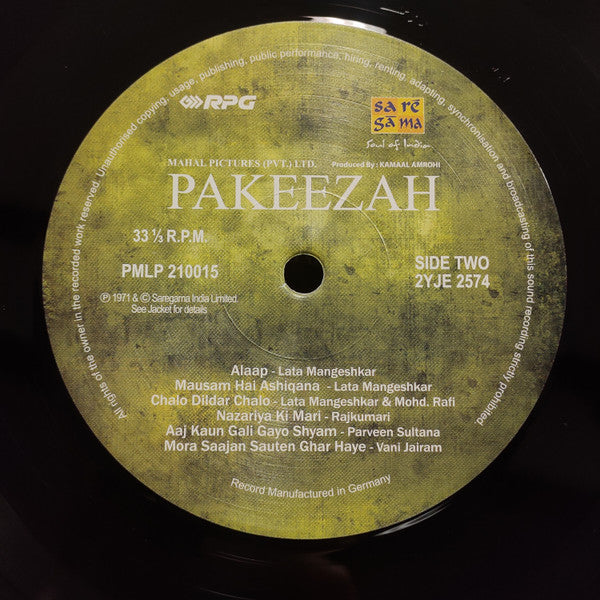 All rights of the owner in the recorded work reserved. Unauthorised copying, usage, publishing, public performance, hiring, renting, adapting, synchronisation and broadcasting of this sound recording strictly prohibited
RPG
sa rē
gama
Soul of India
MAHAL PICTURES (PVT.) LTD.
Produced By : KAMAAL AMROHI
PAKEEZAH
33 ⅓ R.P.M.
SIDE TWO
PMLP 210015
2YJE 2574
℗ 1971 & © Saregama India Limited.
See Jacket for details
Alaap - Lata Mangeshkar
Mausam Hai Ashiqana - Lata Mangeshkar
Chalo Dildar Chalo - Lata Mangeshkar & Mohd. Rafi
Nazariya Ki Mari - Rajkumari
Aaj Kaun Gali Gayo Shyam - Parveen Sultana
Mora Saajan Sauten Ghar Haye - Vani Jairam
Record Manufactured in Germany